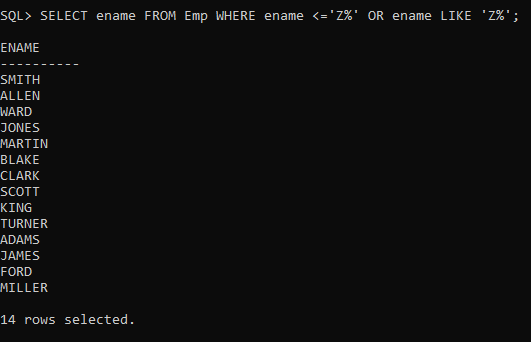 SQL> SELECT ename FROM Emp WHERE ename <='Z%' OR ename LIKE 'Z%';
ENAME
----------
SMITH
ALLEN
WARD
JONES
MARTIN
BLAKE
CLARK
SCOTT
KING
TURNER
ADAMS
JAMES
FORD
MILLER
14 rows selected.